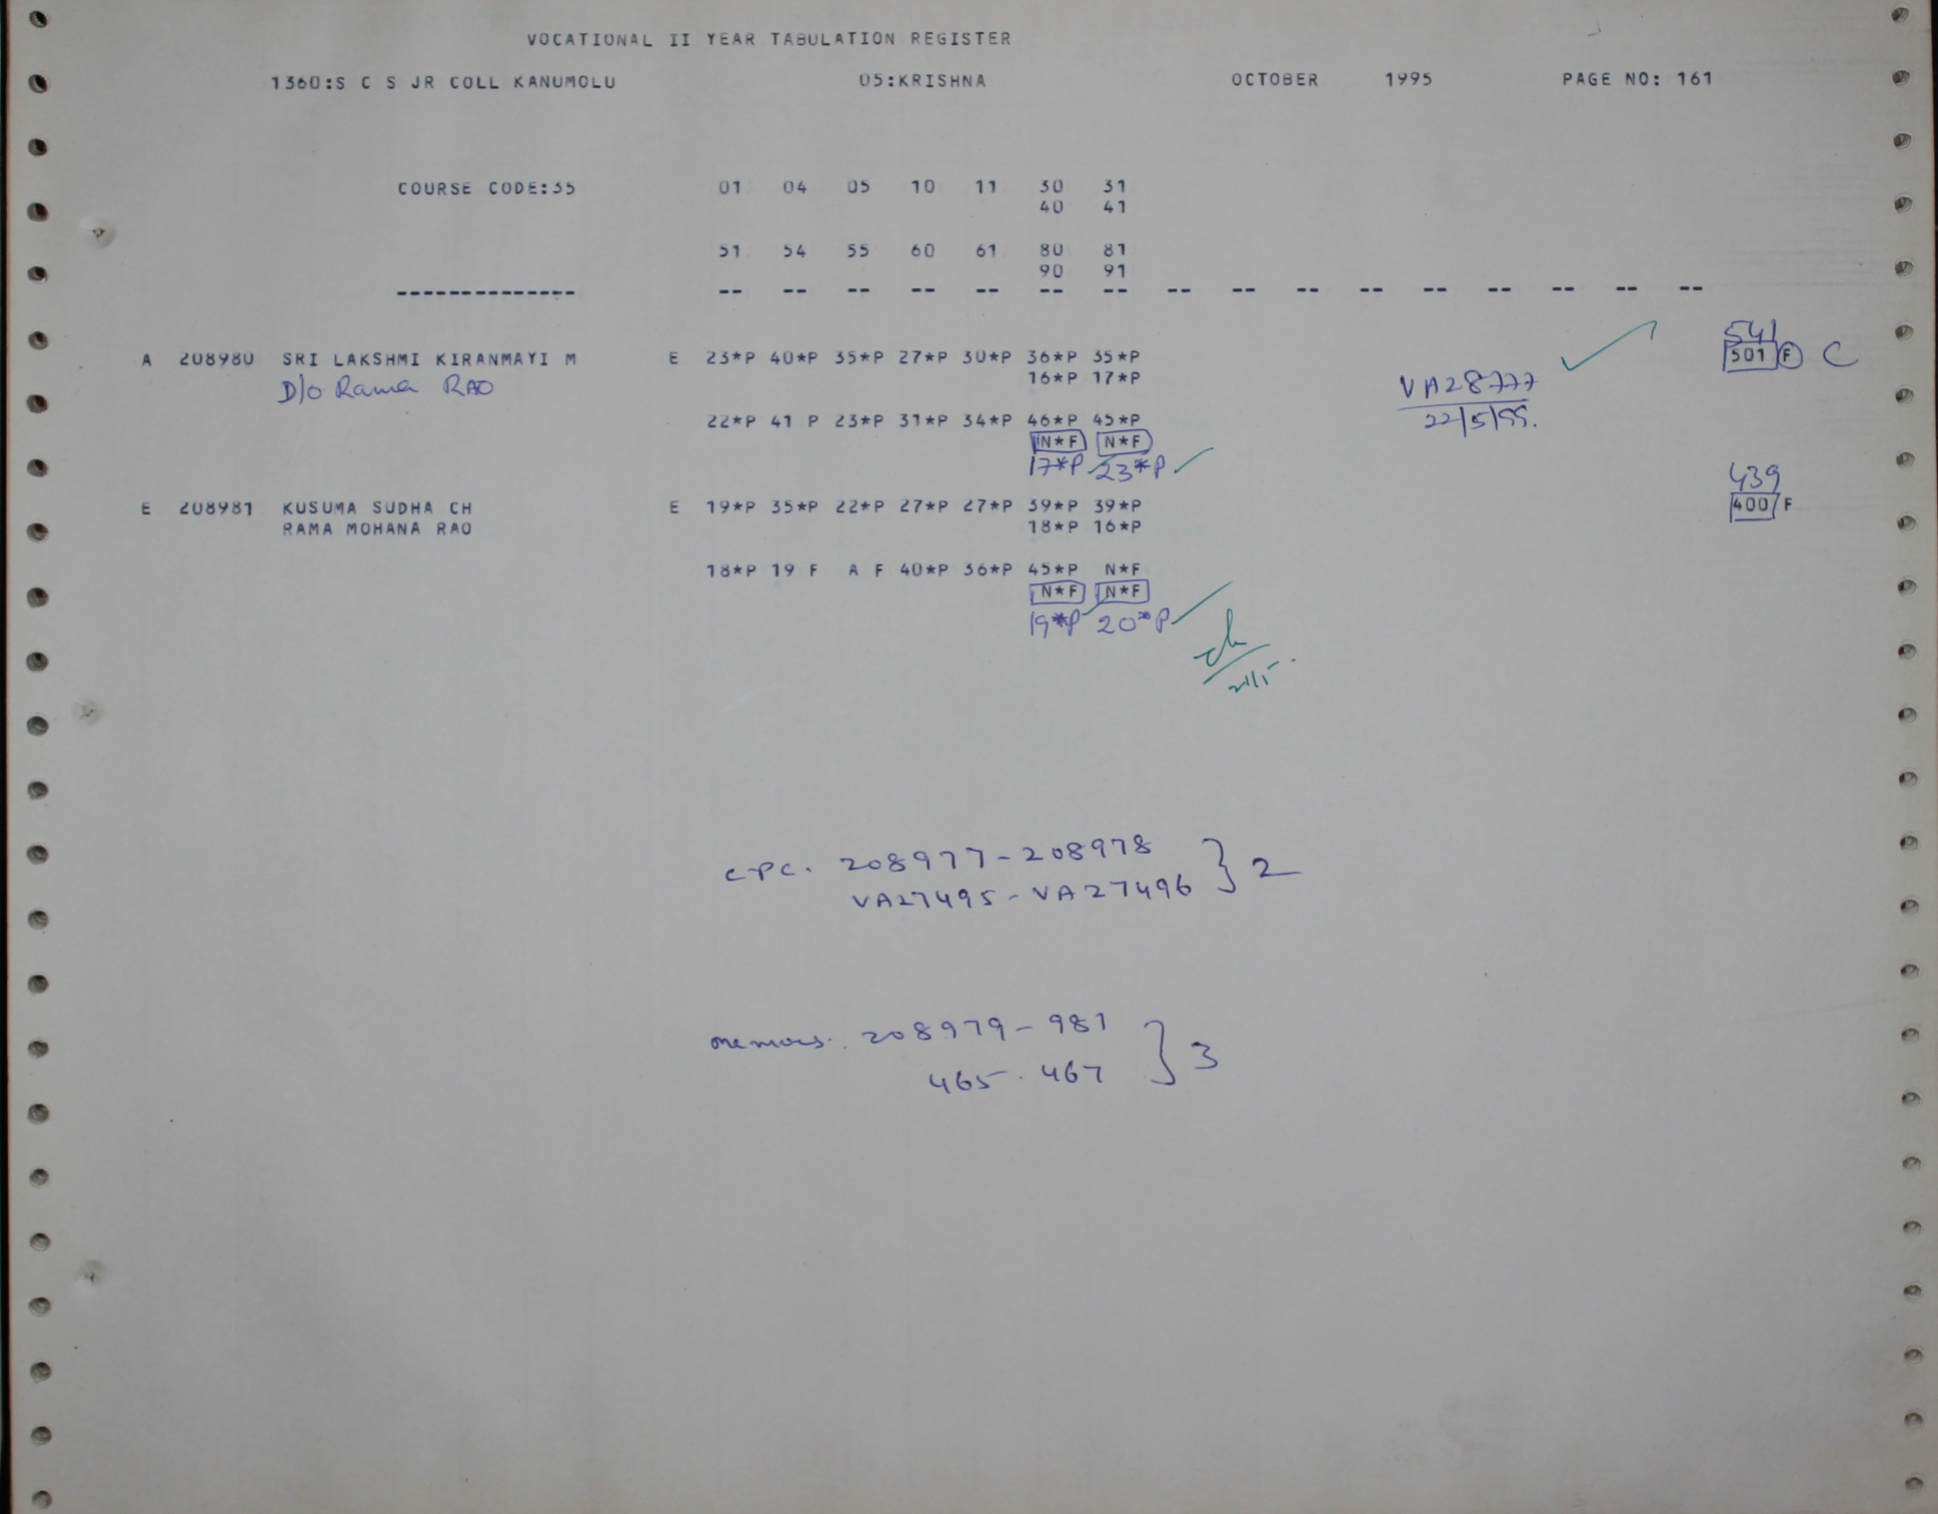 VOCATIONAL II YEAR TABULATION REGISTER
1360:S C S JR COLL KANUMOLU 05:KRISHNA OCTOBER 1995 PAGE NO: 161
COURSE CODE:35 01 04 05 10 11 30 31
40 41
51 54 55 60 61 80 81
90 91
-------------- -- -- -- -- -- -- -- -- -- -- -- -- -- -- -- --
541
A 208980 SRI LAKSHMI KIRANMAYI M E 23*P 40*P 35*P 27*P 30*P 36*P 35*P 501 F C
D/o Rama RAO 16*P 17*P VA28777
22*P 41 P 23*P 31*P 34*P 46*P 45*P 22/5/99.
N*F N*F
17*P 23*P
439
E 208981 KUSUMA SUDHA CH E 19*P 35*P 22*P 27*P 27*P 39*P 39*P 400 F
RAMA MOHANA RAO 18*P 16*P
18*P 19 F A F 40*P 36*P 45*P N*F
N*F N*F
19*P 20*P
CPC. 208977-208978 } 2
VA27495-VA27496
memos. 208979-981 } 3
465-467